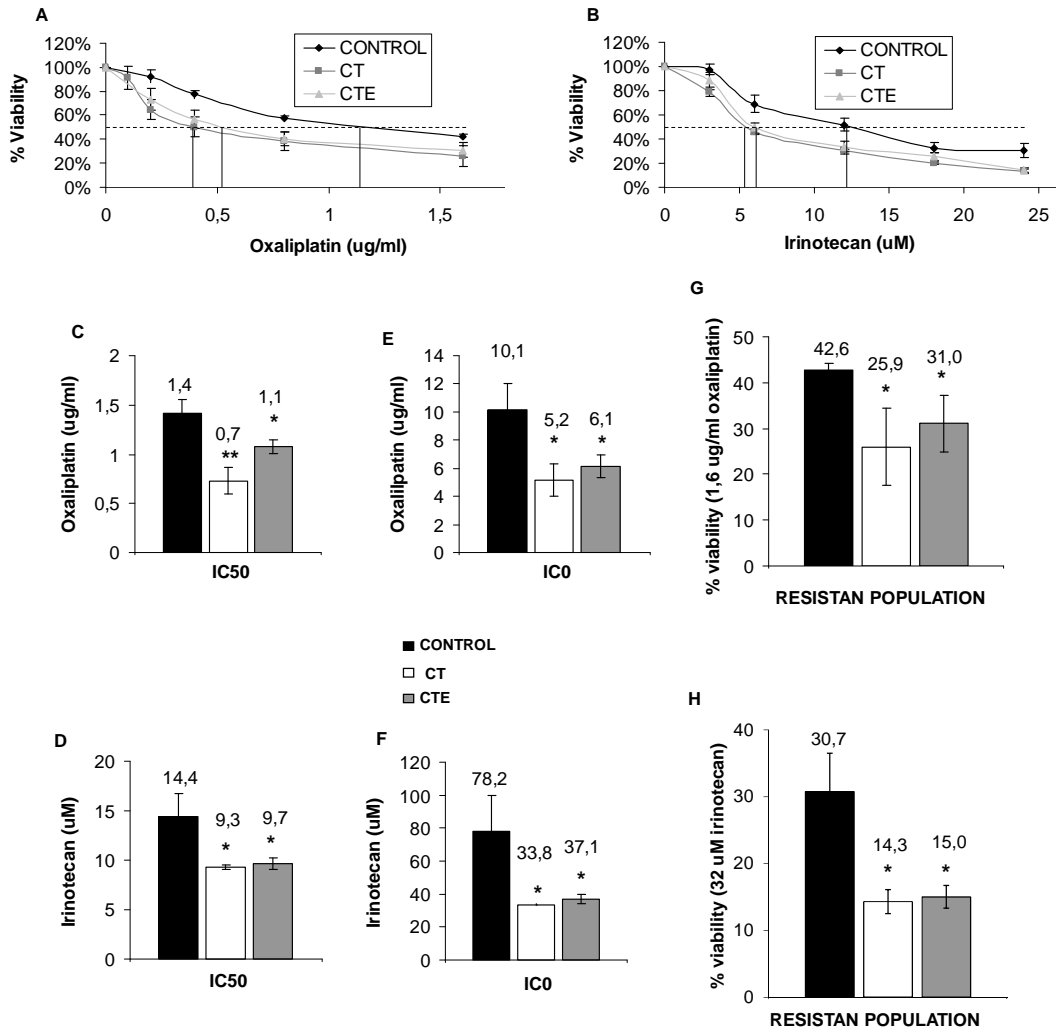 A
120%
100%
80%
60%
40%
20%
0%
% Viability
0
0,5
1
1,5
Oxaliplatin (ug/ml)
CONTROL
CT
CTE
B
120%
100%
80%
60%
40%
20%
0%
% Viability
0
5
10
15
20
25
Irinotecan (uM)
CONTROL
CT
CTE
C
2
1,5
1
0,5
0
Oxaliplatin (ug/ml)
1,4
0,7
**
1,1
*
IC50
E
14
12
10
8
6
4
2
0
Oxalilpatin (ug/ml)
10,1
5,2
*
6,1
*
IC0
G
50
40
30
20
10
0
% viability (1,6 ug/ml oxaliplatin)
42,6
25,9
*
31,0
*
RESISTAN POPULATION
CONTROL
CT
CTE
D
20
15
10
5
0
Irinotecan (uM)
14,4
9,3
*
9,7
*
IC50
F
120
100
80
60
40
20
0
Irinotecan (uM)
78,2
33,8
*
37,1
*
IC0
H
40
30
20
10
0
% viability (32 uM irinotecan)
30,7
14,3
*
15,0
*
RESISTAN POPULATION